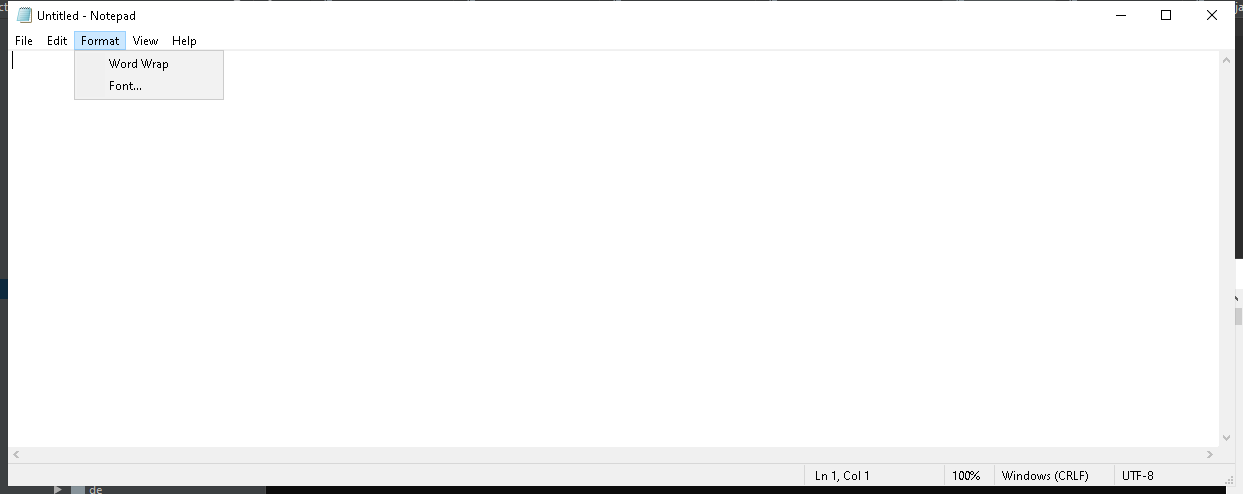 Untitled - Notepad
File Edit Format View Help
Word Wrap
Font...
Ln 1, Col 1 100% Windows (CRLF) UTF-8
de